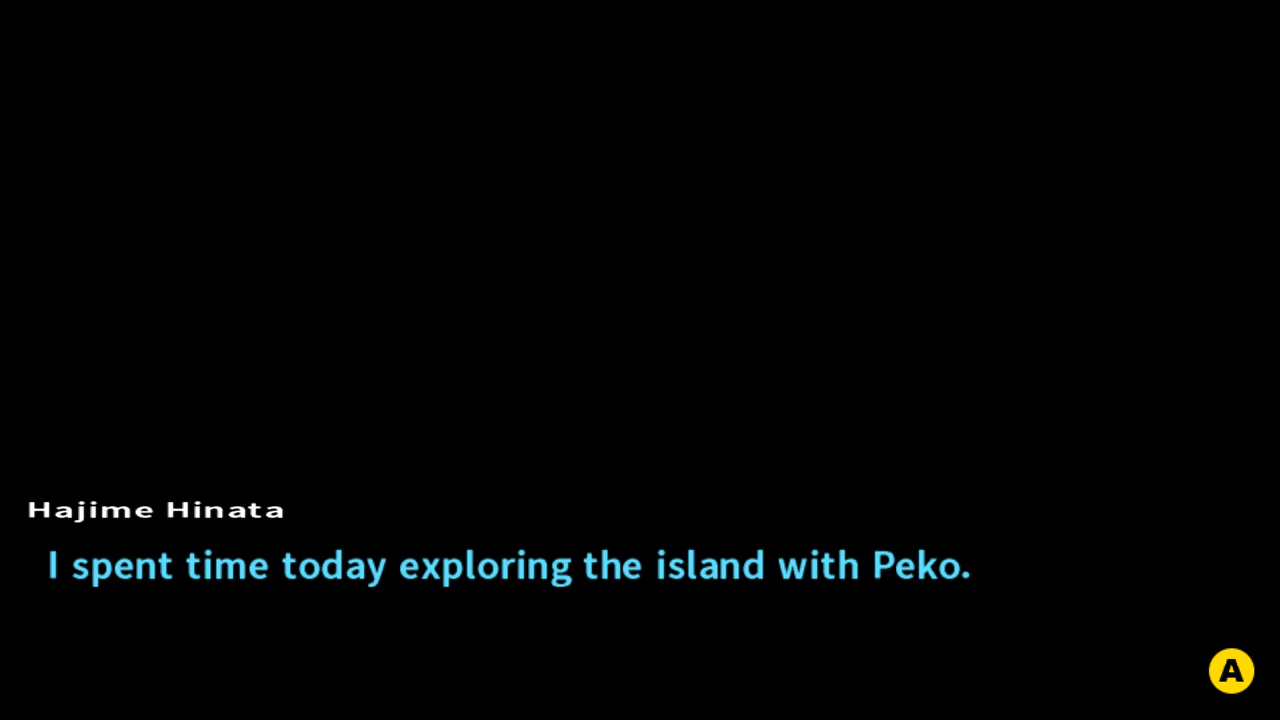 Hajime Hinata
I spent time today exploring the island with Peko.
A